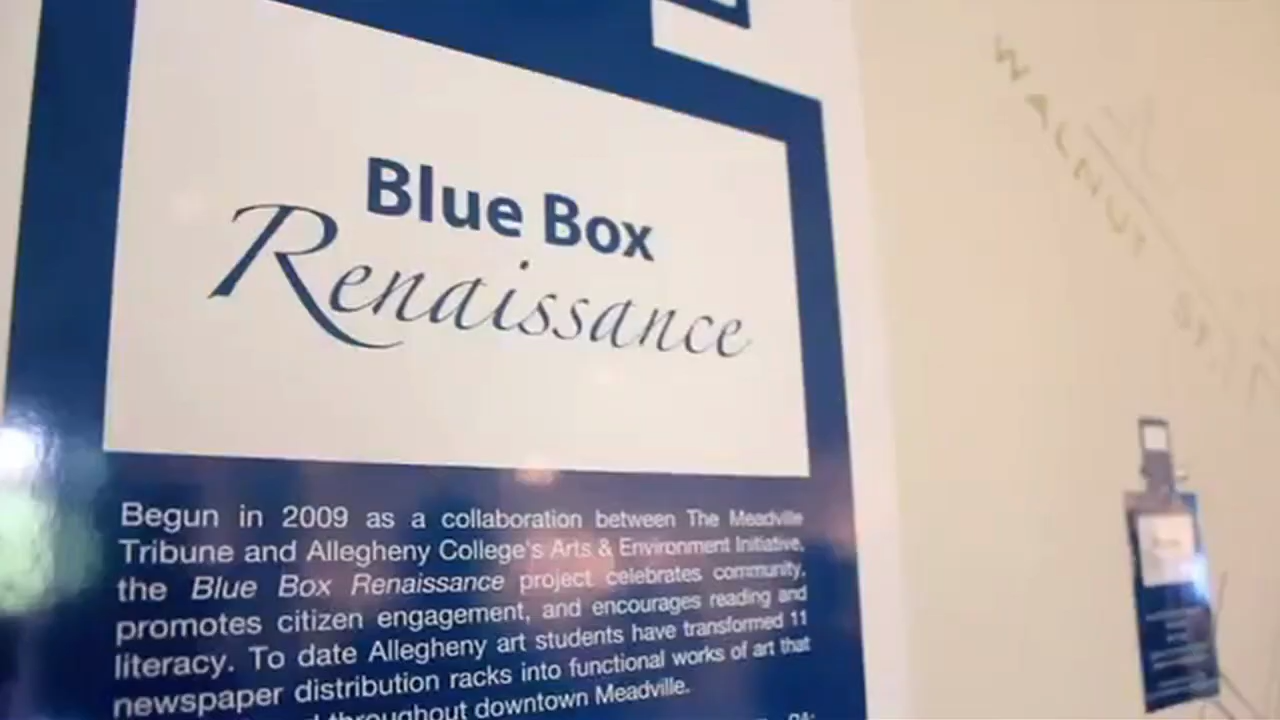 Blue Box
Renaissance
Begun in 2009 as a collaboration between The Meadville
Tribune and Allegheny College's Arts & Environment Initiative,
the Blue Box Renaissance project celebrates community,
promotes citizen engagement, and encourages reading and
literacy. To date Allegheny art students have transformed 11
newspaper distribution racks into functional works of art that
throughout downtown Meadville.
WALNUT